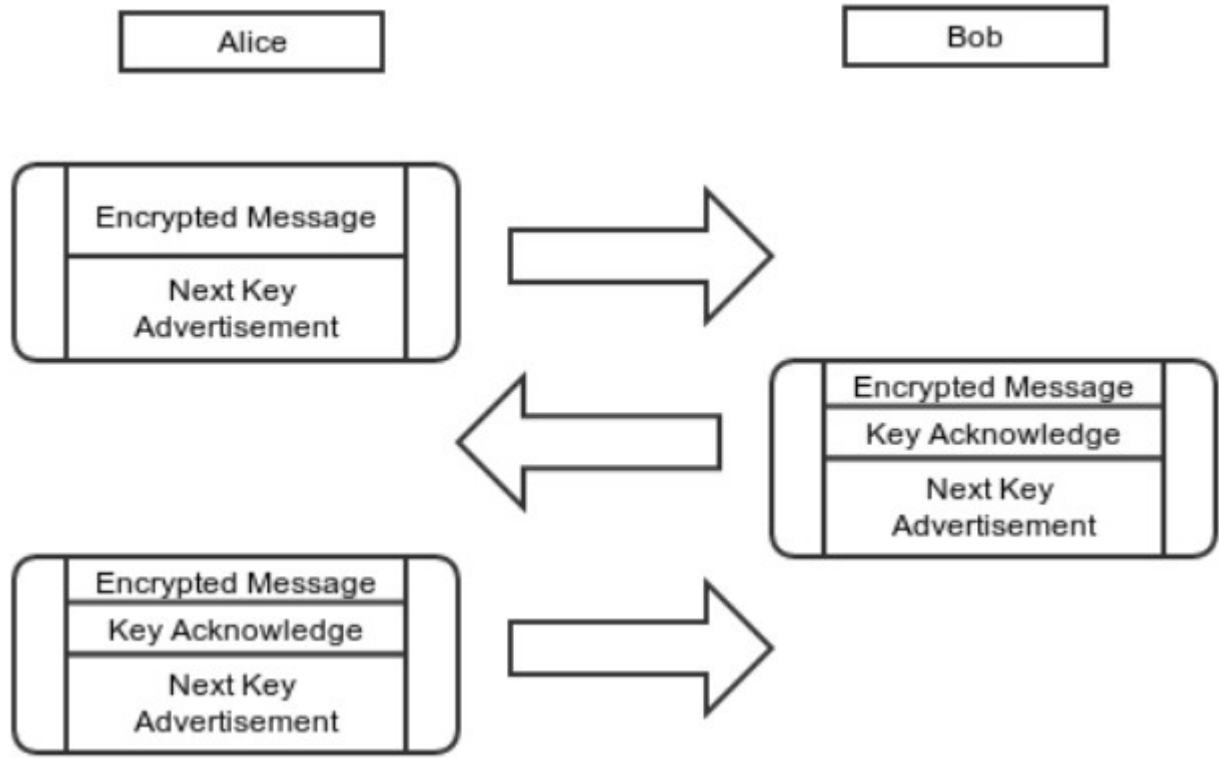 Alice
Bob
Encrypted Message
Next Key
Advertisement
Encrypted Message
Key Acknowledge
Next Key
Advertisement
Encrypted Message
Key Acknowledge
Next Key
Advertisement